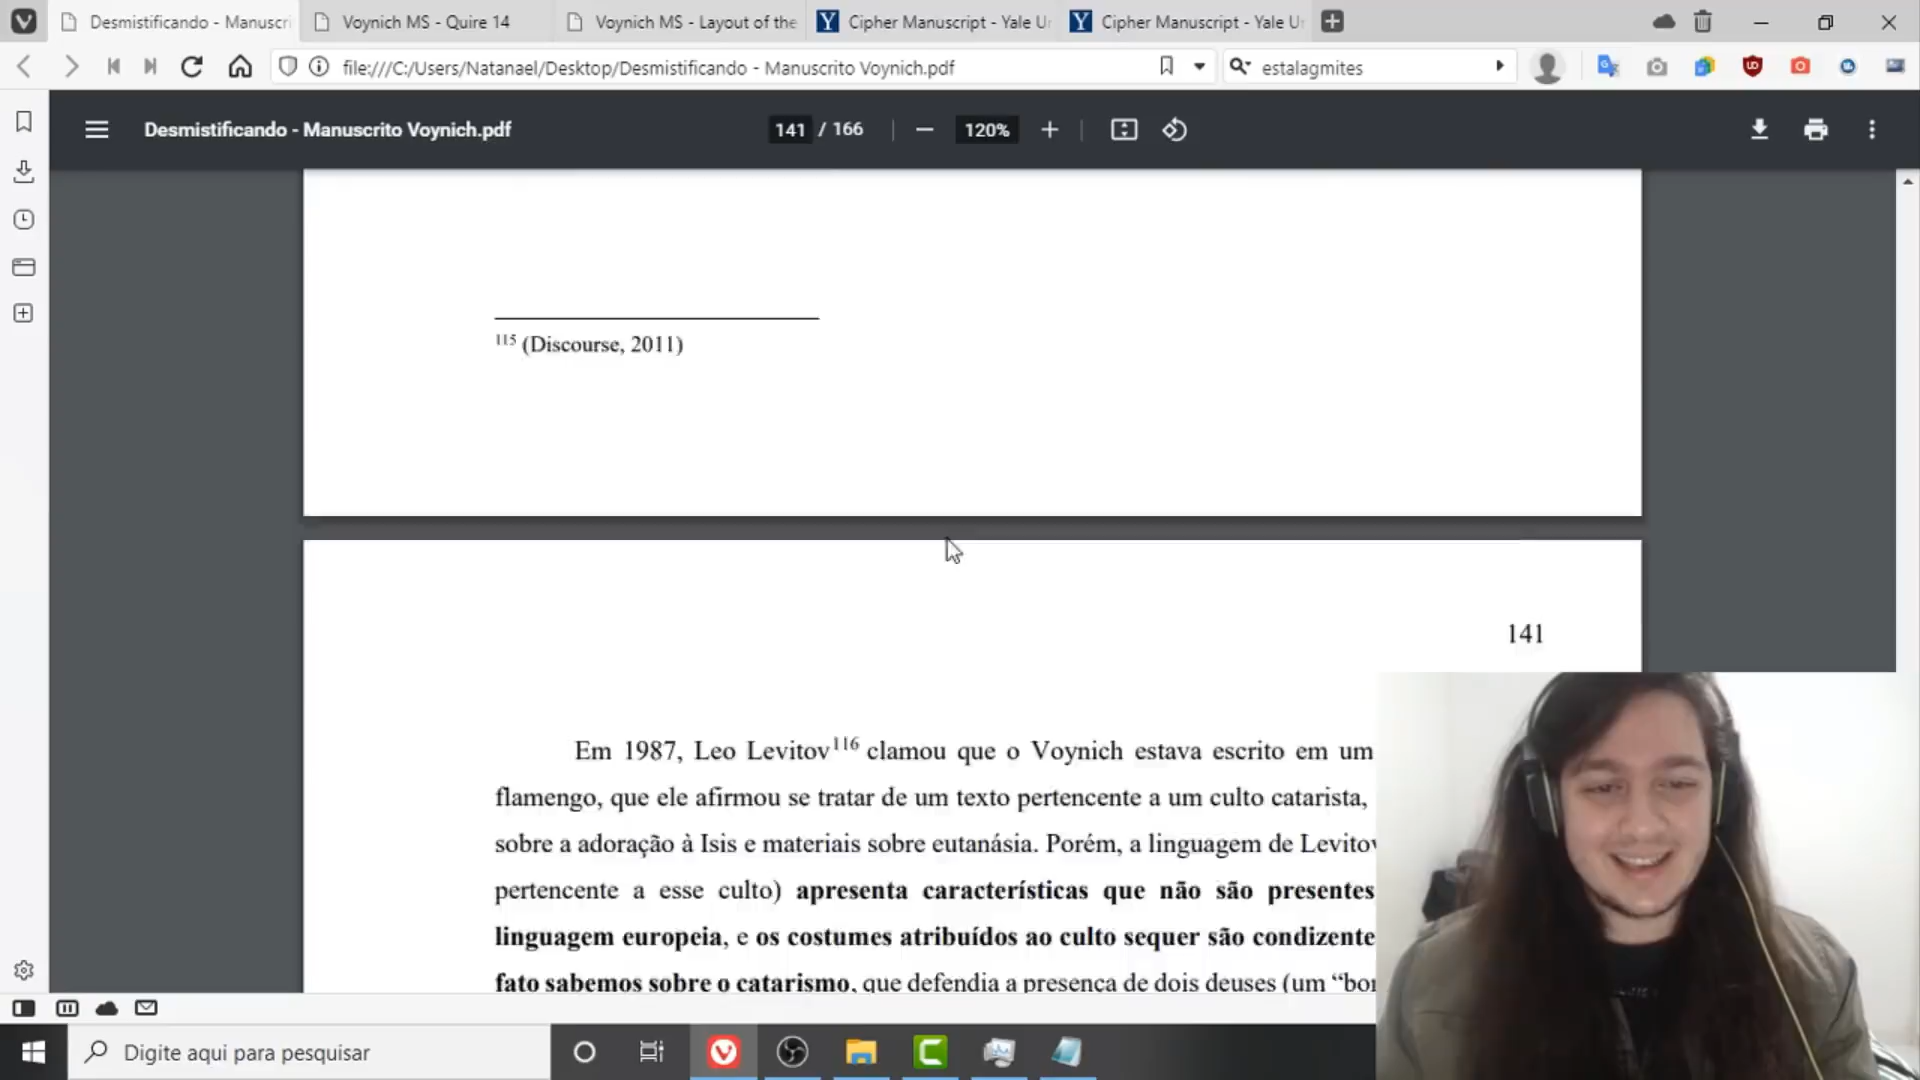 Desmistificando - Manuscri
Voynich MS - Quire 14
Voynich MS - Layout of the
Cipher Manuscript - Yale U
Cipher Manuscript - Yale U
file:///C:/Users/Natanael/Desktop/Desmistificando - Manuscrito Voynich.pdf
estalagmites
Desmistificando - Manuscrito Voynich.pdf
141 / 166
120%
115 (Discourse, 2011)
141
Em 1987, Leo Levitov116 clamou que o Voynich estava escrito em um
flamengo, que ele afirmou se tratar de um texto pertencente a um culto catarista,
sobre a adoração à Isis e materiais sobre eutanásia. Porém, a linguagem de Levitov
pertencente a esse culto) apresenta características que não são presentes
linguagem europeia, e os costumes atribuídos ao culto sequer são condizente
fato sabemos sobre o catarismo, que defendia a presença de dois deuses (um “bo
Digite aqui para pesquisar